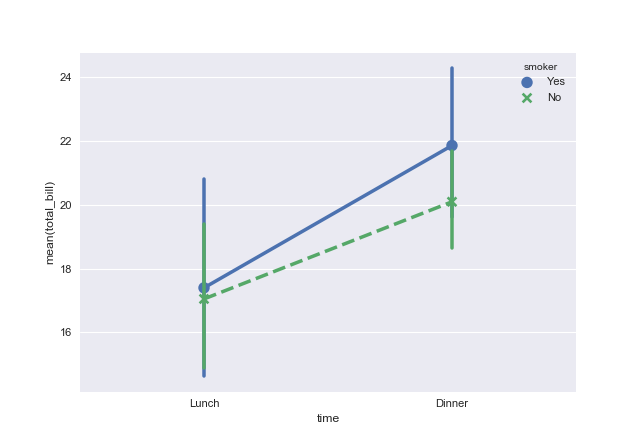 smoker
Yes
No
24
22
20
18
16
mean(total_bill)
Lunch
Dinner
time